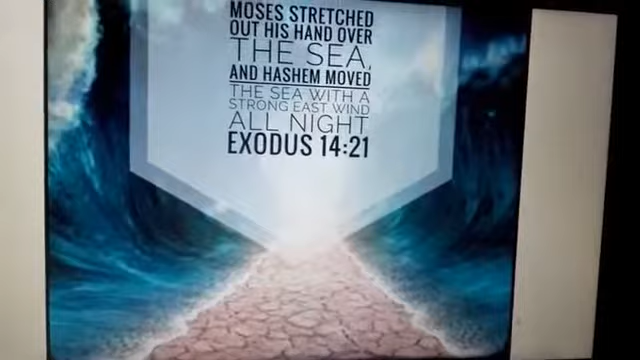 MOSES STRETCHED
OUT HIS HAND OVER
THE SEA,
AND HASHEM MOVED
THE SEA WITH A
STRONG EAST WIND
ALL NIGHT
EXODUS 14:21